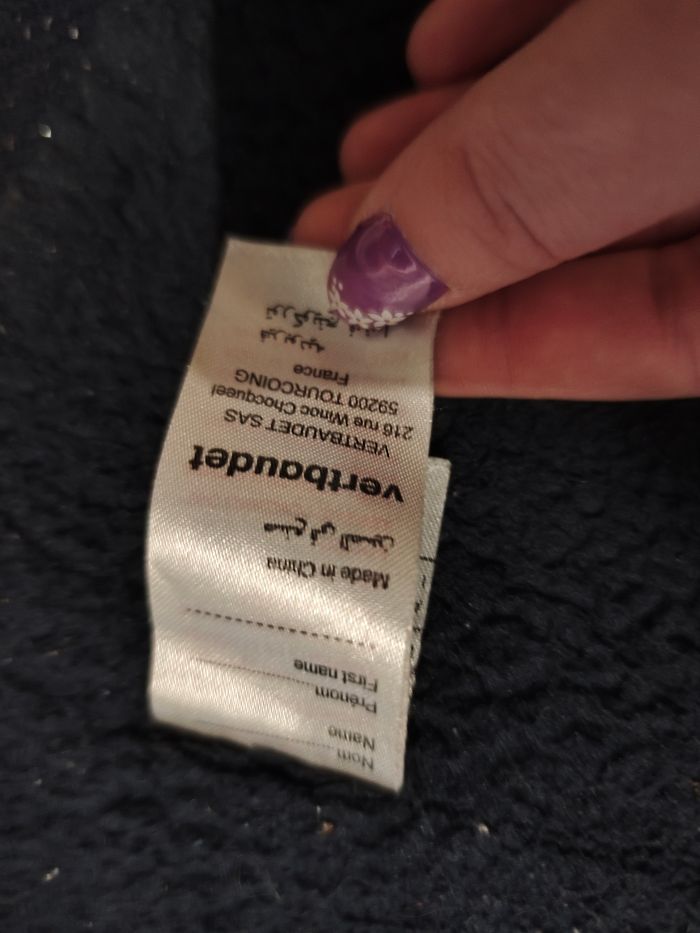 Nom
Name
Prénom
First name
Made in China
صنع في الصين
vertbaudet
VERTBAUDET SAS
216 rue Winoc Chocqueel
59200 TOURCOING
France